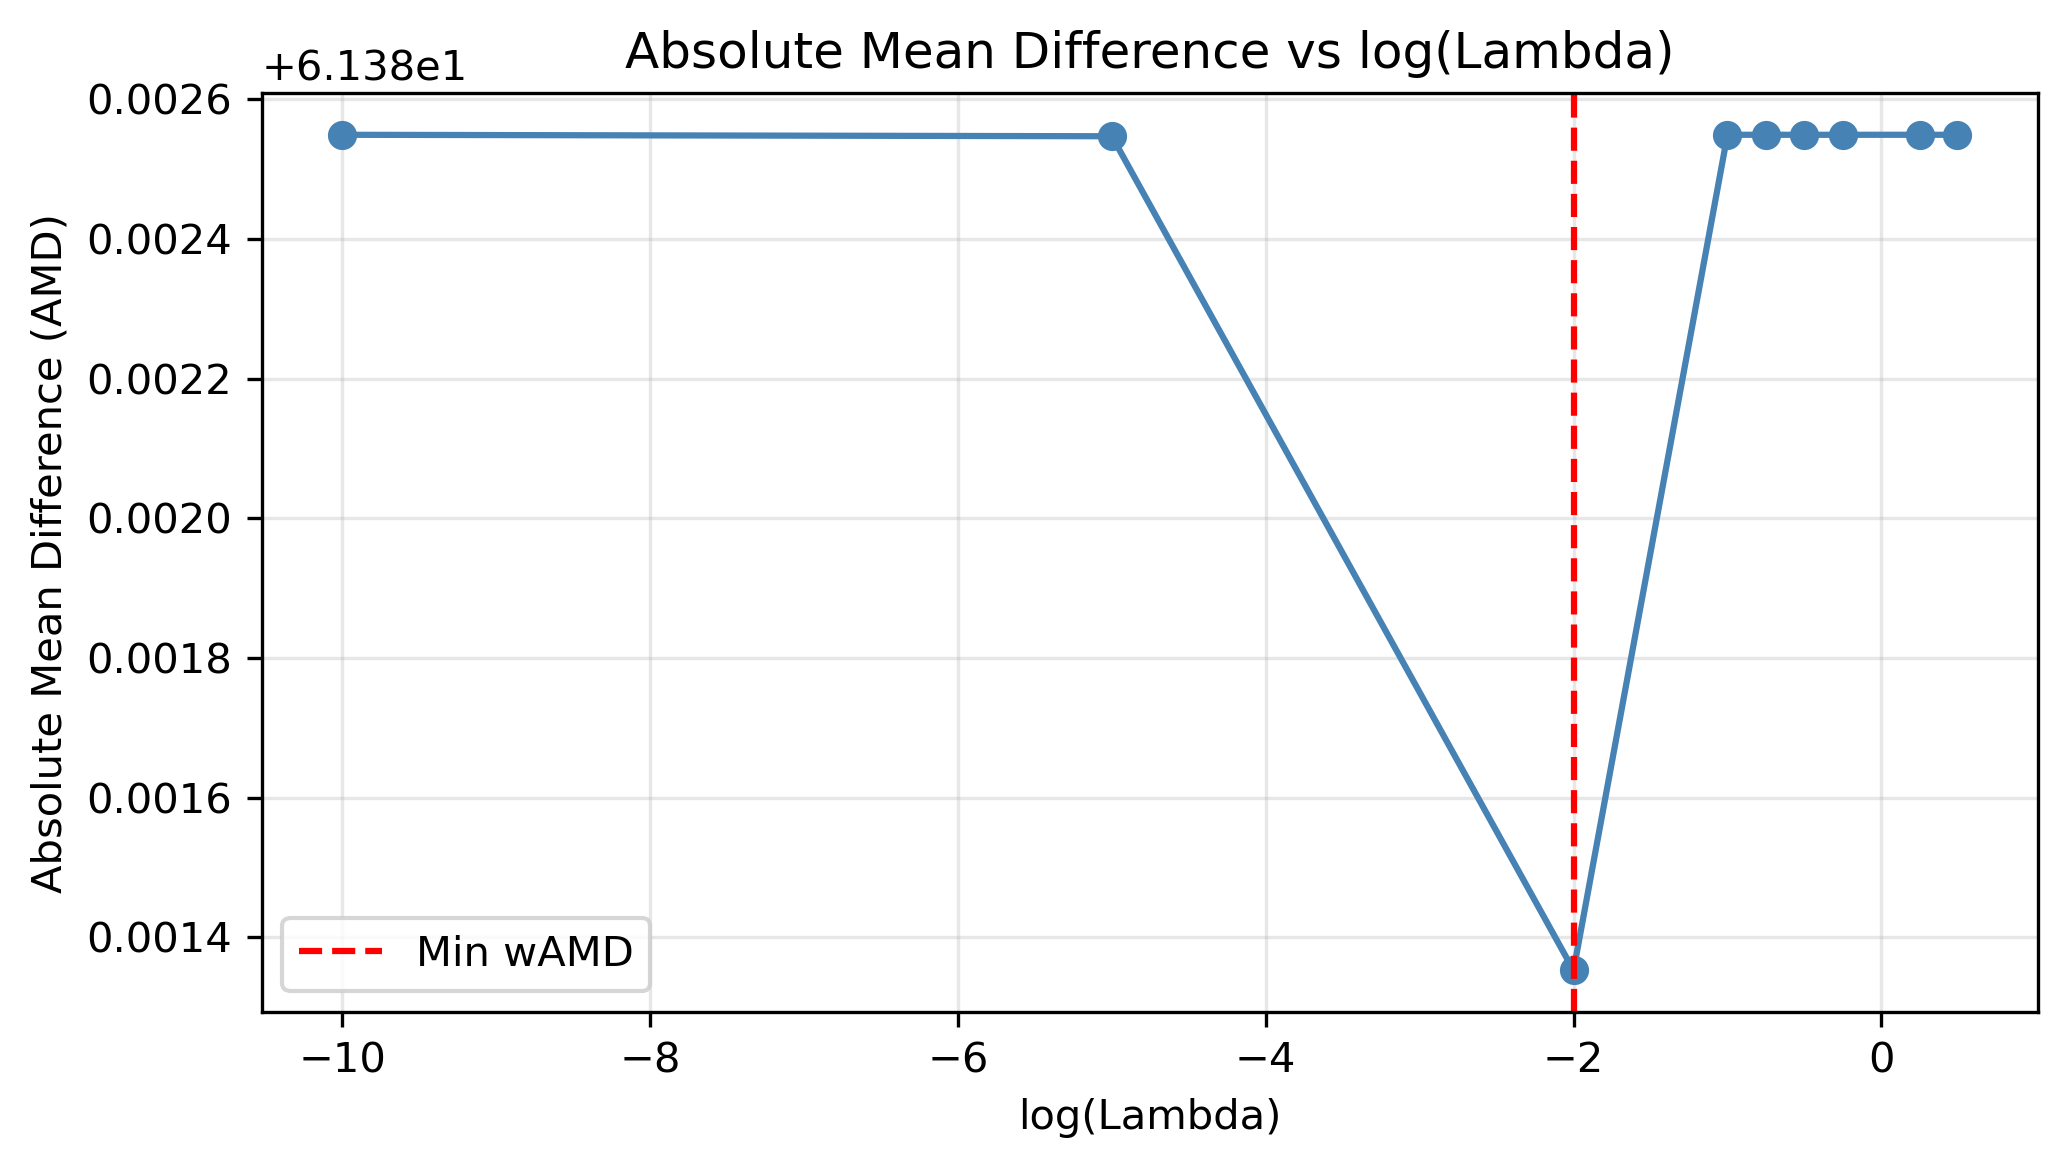 Absolute Mean Difference vs log(Lambda)
+6.138e1
0.0026
0.0024
0.0022
0.0020
0.0018
0.0016
0.0014
Absolute Mean Difference (AMD)
Min wAMD
−10
−8
−6
−4
−2
0
log(Lambda)